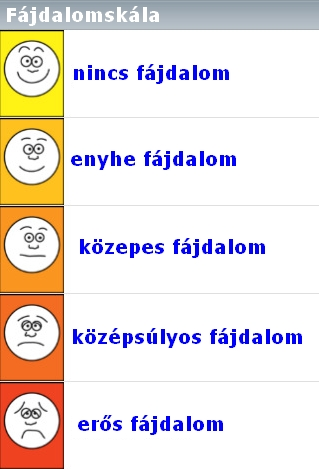 Fájdalomskála
nincs fájdalom
enyhe fájdalom
közepes fájdalom
középsúlyos fájdalom
erős fájdalom